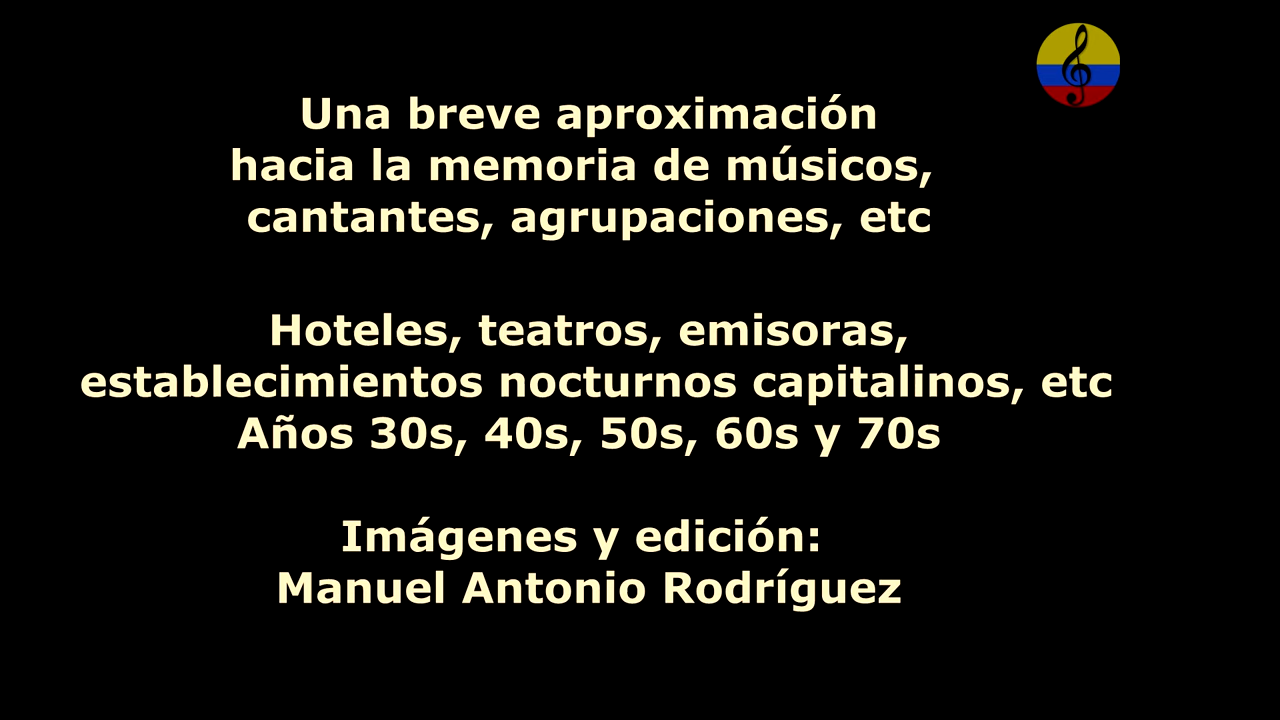 Una breve aproximación
hacia la memoria de músicos,
cantantes, agrupaciones, etc
Hoteles, teatros, emisoras,
establecimientos nocturnos capitalinos, etc
Años 30s, 40s, 50s, 60s y 70s
Imágenes y edición:
Manuel Antonio Rodríguez